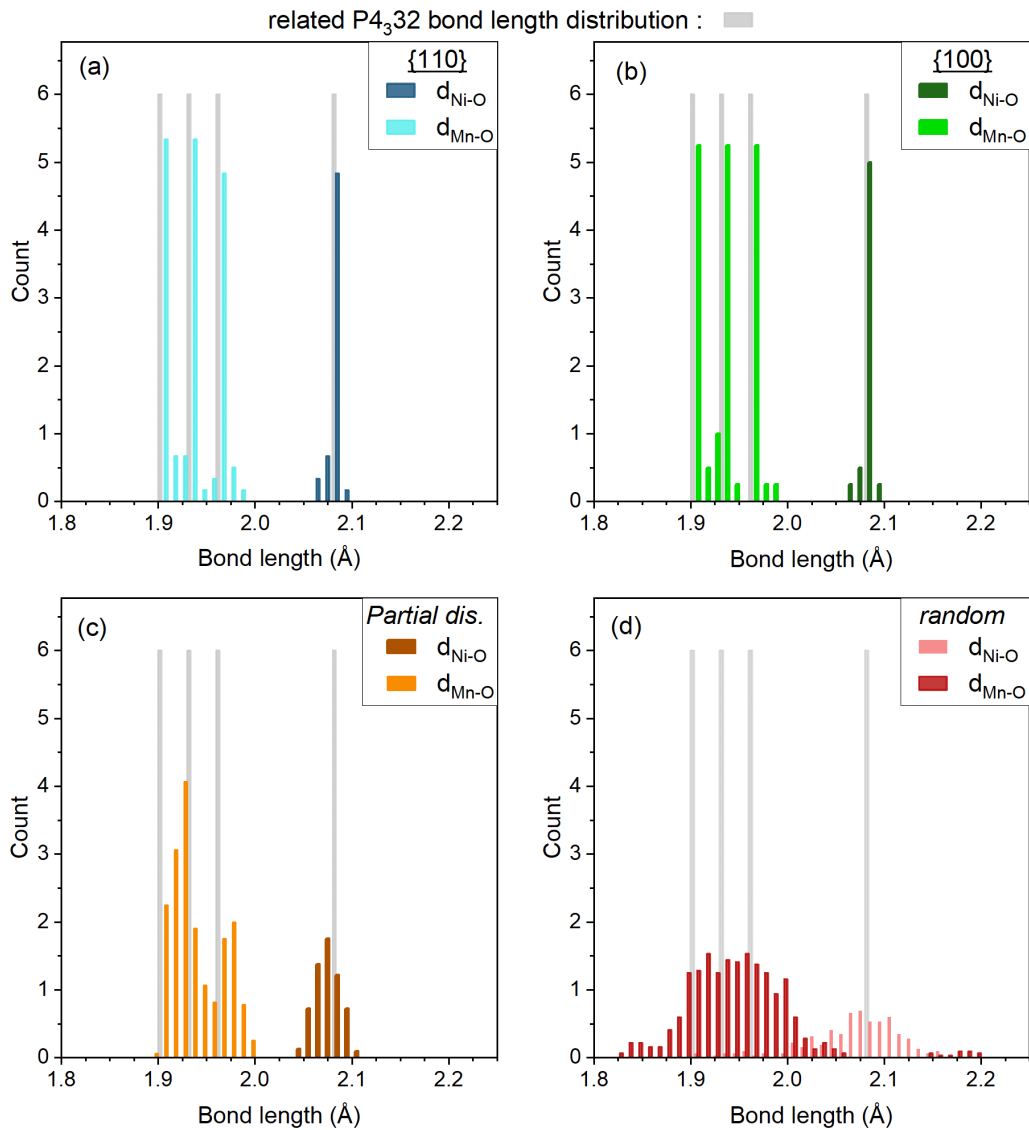 related P4₃32 bond length distribution :
(a)
{110}
d_Ni-O
d_Mn-O
6
5
4
3
2
1
0
Count
1.8 1.9 2.0 2.1 2.2
Bond length (Å)
(b)
{100}
d_Ni-O
d_Mn-O
6
5
4
3
2
1
0
Count
1.8 1.9 2.0 2.1 2.2
Bond length (Å)
(c)
Partial dis.
d_Ni-O
d_Mn-O
6
5
4
3
2
1
0
Count
1.8 1.9 2.0 2.1 2.2
Bond length (Å)
(d)
random
d_Ni-O
d_Mn-O
6
5
4
3
2
1
0
Count
1.8 1.9 2.0 2.1 2.2
Bond length (Å)